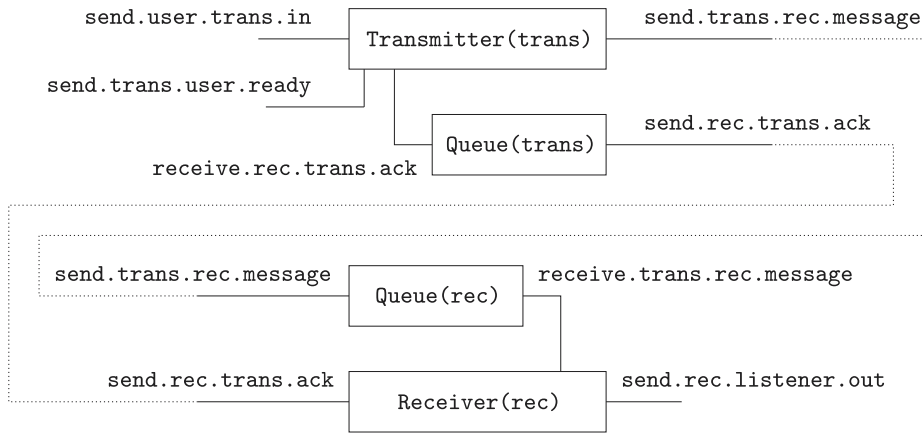 send.user.trans.in
send.trans.rec.message
Transmitter(trans)
send.trans.user.ready
send.rec.trans.ack
Queue(trans)
receive.rec.trans.ack
send.trans.rec.message
receive.trans.rec.message
Queue(rec)
send.rec.trans.ack
send.rec.listener.out
Receiver(rec)